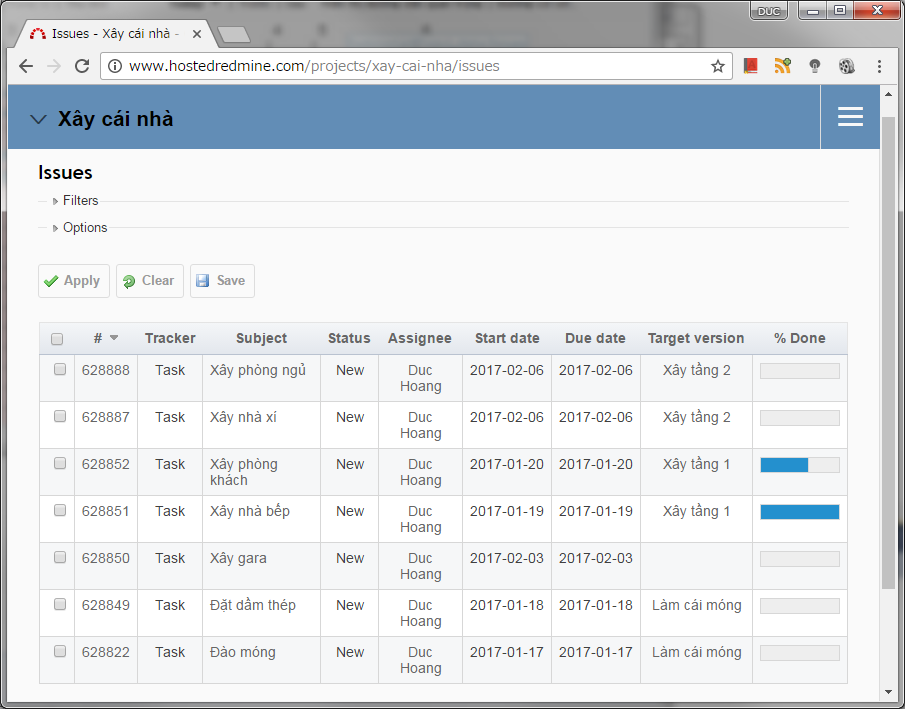 DUC
Issues - Xây cái nhà -
www.hostedredmine.com/projects/xay-cai-nha/issues
Xây cái nhà
Issues
Filters
Options
Apply Clear Save
# Tracker Subject Status Assignee Start date Due date Target version % Done
628888 Task Xây phòng ngủ New Duc Hoang 2017-02-06 2017-02-06 Xây tầng 2
628887 Task Xây nhà xí New Duc Hoang 2017-02-06 2017-02-06 Xây tầng 2
628852 Task Xây phòng khách New Duc Hoang 2017-01-20 2017-01-20 Xây tầng 1
628851 Task Xây nhà bếp New Duc Hoang 2017-01-19 2017-01-19 Xây tầng 1
628850 Task Xây gara New Duc Hoang 2017-02-03 2017-02-03
628849 Task Đặt dầm thép New Duc Hoang 2017-01-18 2017-01-18 Làm cái móng
628822 Task Đào móng New Duc Hoang 2017-01-17 2017-01-17 Làm cái móng